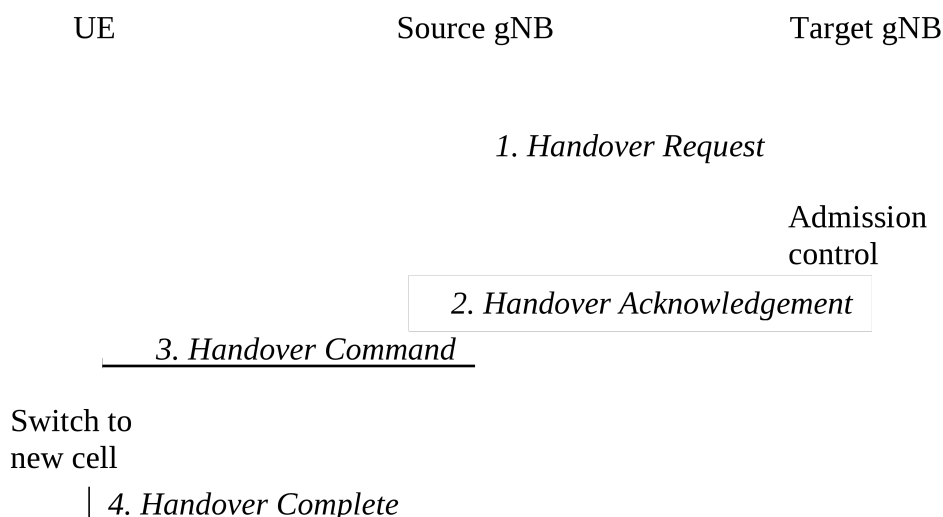 UE Source gNB Target gNB
1. Handover Request
Admission
control
2. Handover Acknowledgement
3. Handover Command
Switch to
new cell
4. Handover Complete